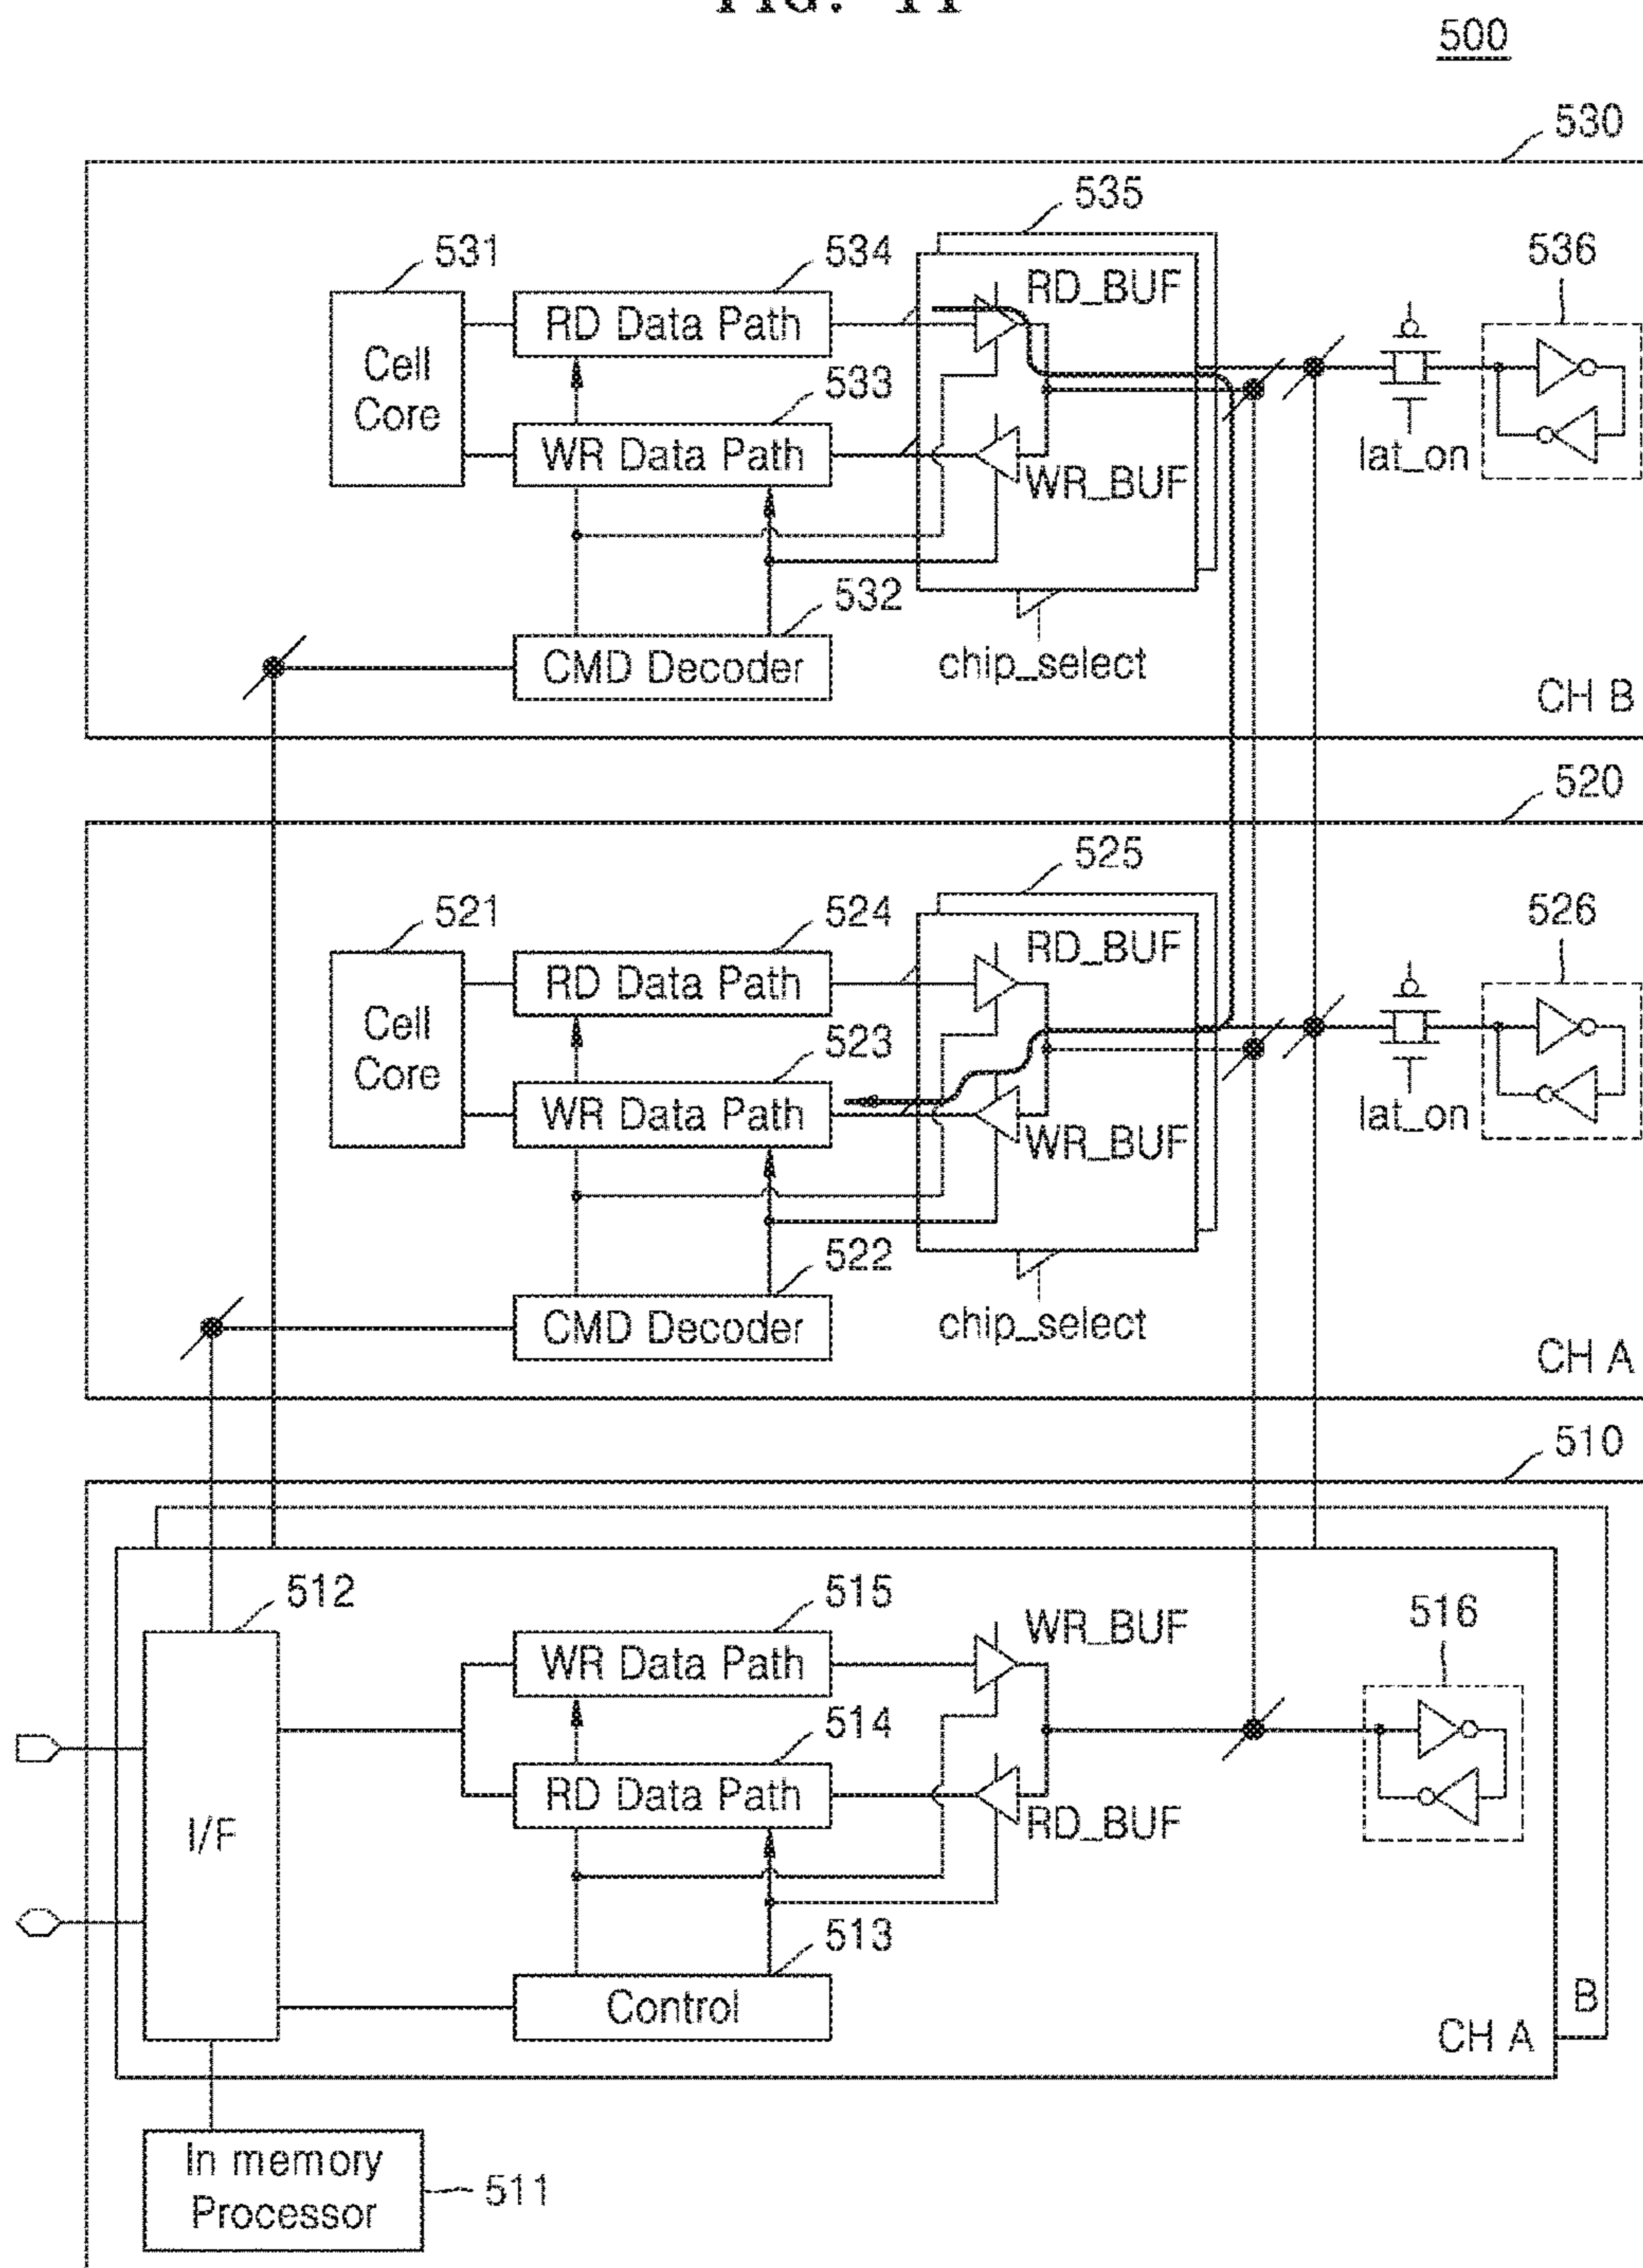 FIG. 11
500
530
535
531
534
536
RD_BUF
RD Data Path
Cell
Core
533
WR Data Path
lat_on
WR_BUF
532
CMD Decoder
chip_select
CH B
520
525
521
524
526
RD_BUF
RD Data Path
Cell
Core
523
WR Data Path
lat_on
WR_BUF
522
CMD Decoder
chip_select
CH A
510
512
515
WR_BUF
516
WR Data Path
514
RD Data Path
I/F
RD_BUF
513
Control
B
CH A
In memory
Processor
511